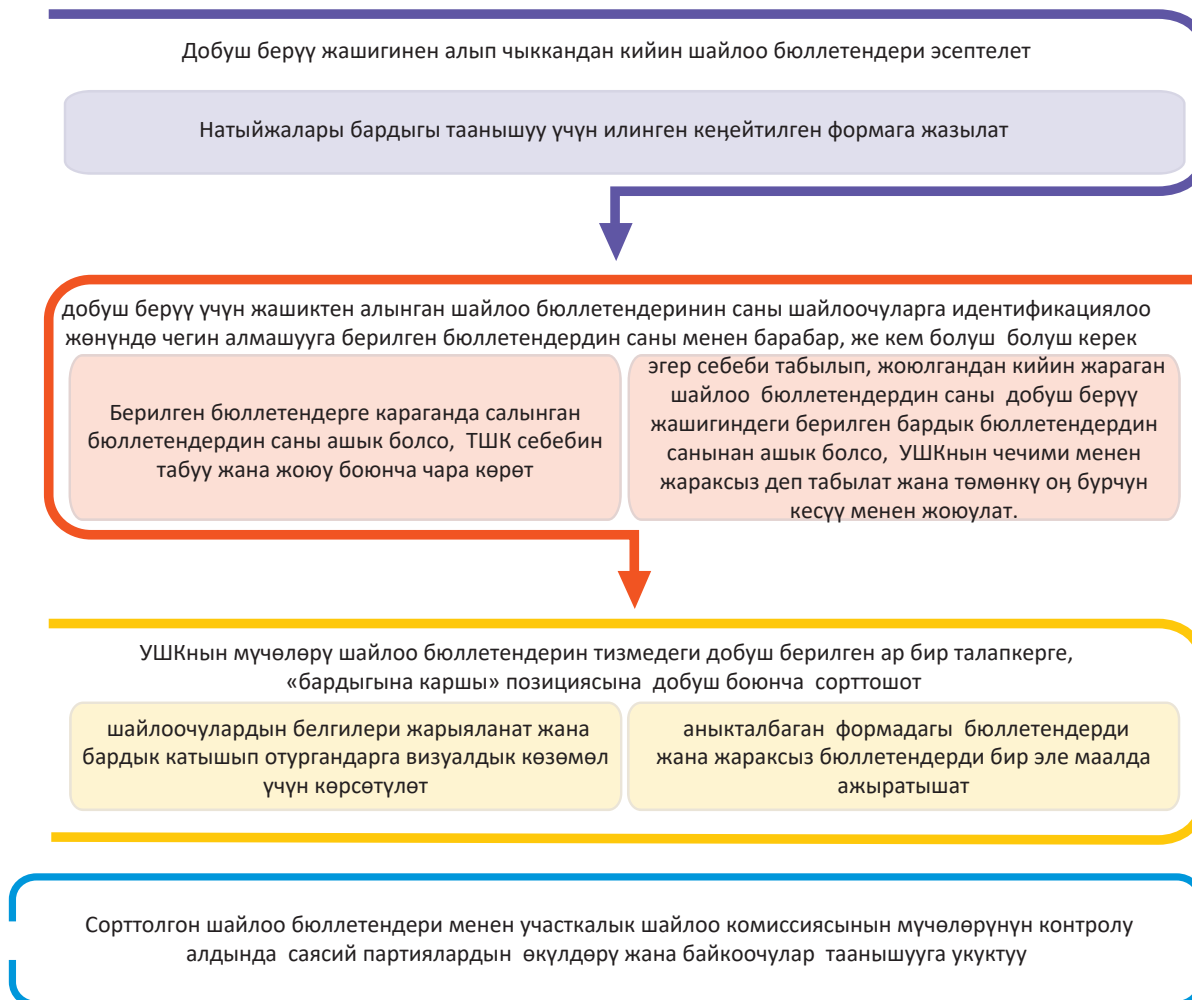 Добуш берүү жашигинен алып чыккандан кийин шайлоо бюллетендери эсептелет
Натыйжалары бардыгы таанышуу үчүн илинген кеңейтилген формага жазылат
добуш берүү үчүн жашиктен алынган шайлоо бюллетендеринин саны шайлоочуларга идентификациялоо
жөнүндө чегин алмашууга берилген бюллетендердин саны менен барабар, же кем болуш  болуш керек
Берилген бюллетендерге караганда салынган
бюллетендердин саны ашык болсо,  ТШК себебин
табуу жана жоюу боюнча чара көрөт
эгер себеби табылып, жоюлгандан кийин жараган
шайлоо  бюллетендердин саны  добуш берүү
жашигиндеги берилген бардык бюллетендердин
санынан ашык болсо,  УШКнын чечими менен
жараксыз деп табылат жана төмөнкү оң бурчун
кесүү менен жоюулат.
УШКнын мүчөлөрү шайлоо бюллетендерин тизмедеги добуш берилген ар бир талапкерге,
«бардыгына каршы» позициясына  добуш боюнча  сорттошот
шайлоочулардын белгилери жарыяланат жана
бардык катышып отургандарга визуалдык көзөмөл
үчүн көрсөтүлөт
аныкталбаган  формадагы  бюллетендерди
жана жараксыз бюллетендерди бир эле маалда
ажыратышат
Сорттолгон шайлоо бюллетендери менен участкалык шайлоо комиссиясынын мүчөлөрүнүн контролу
алдында  саясий партиялардын  өкүлдөрү жана байкоочулар  таанышууга укуктуу